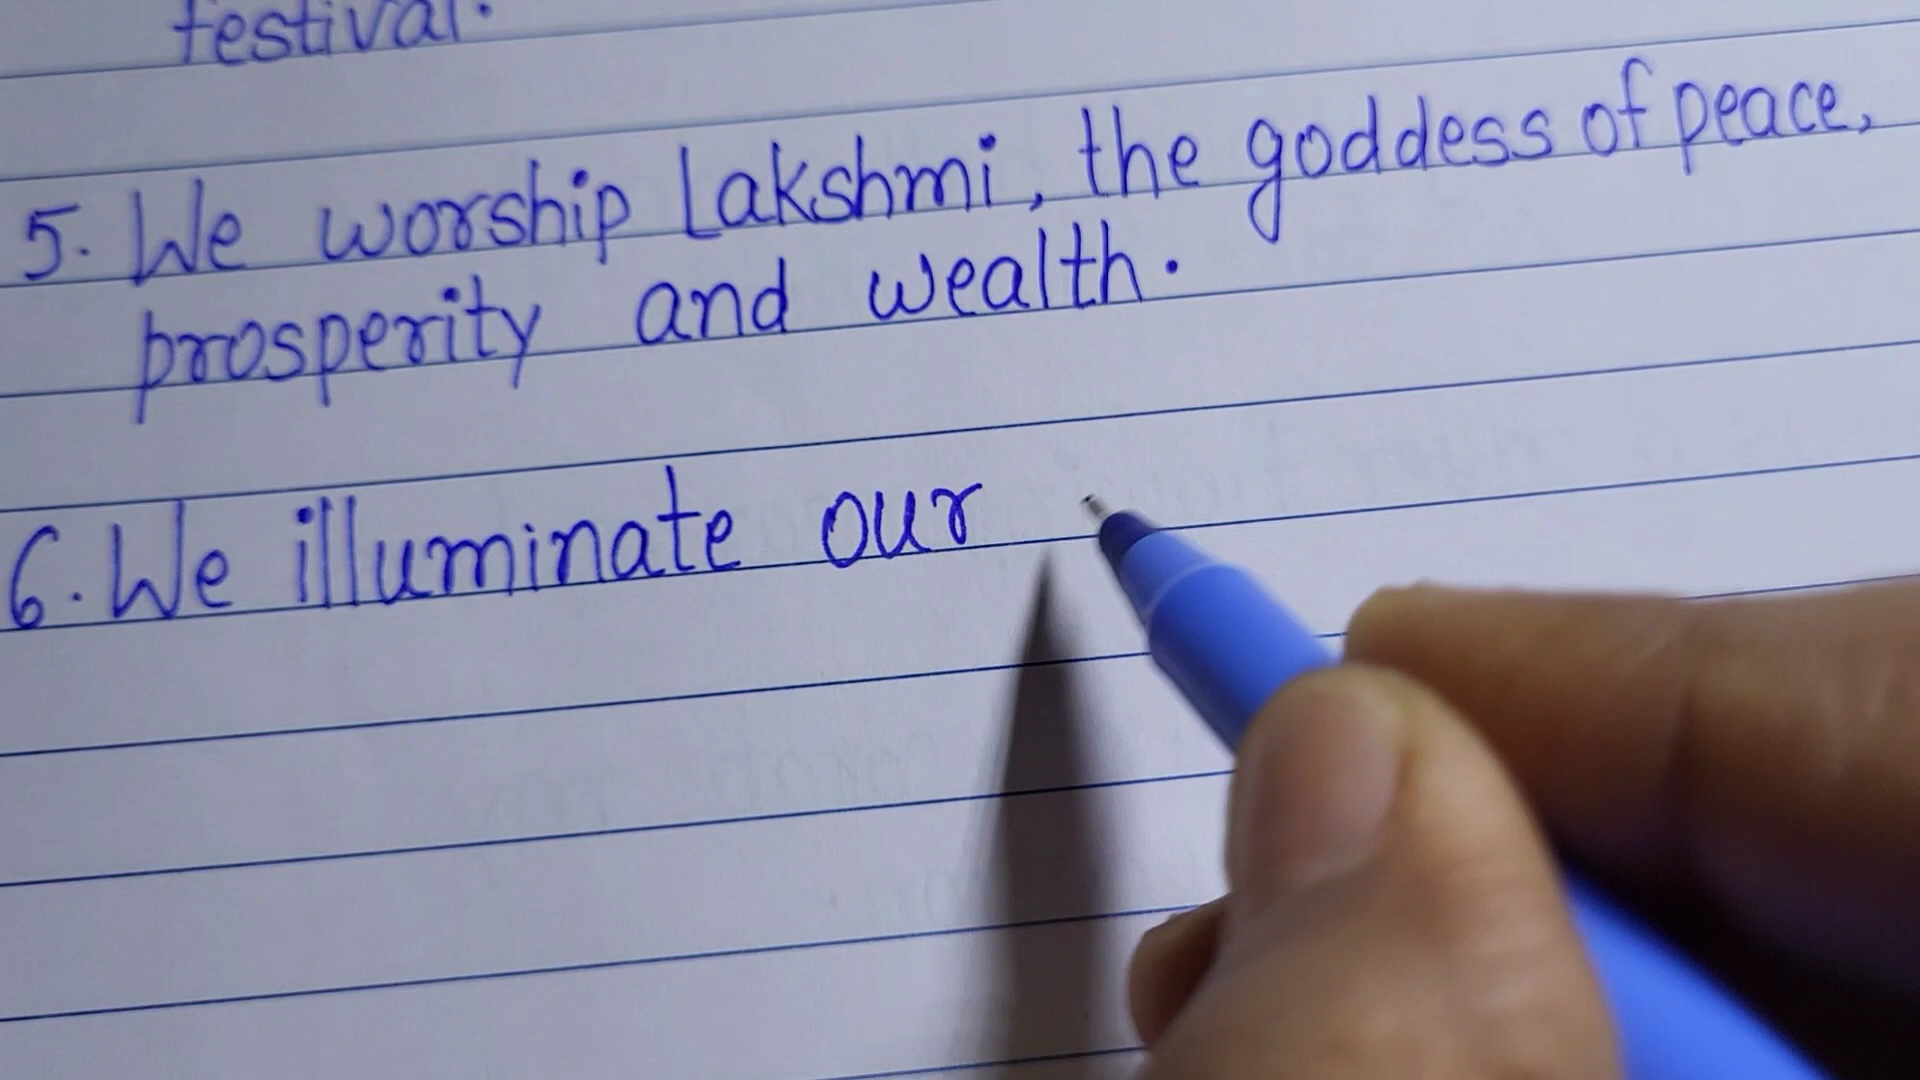 festival.
5. We worship Lakshmi, the goddess of peace,
prosperity and wealth.
6. We illuminate our